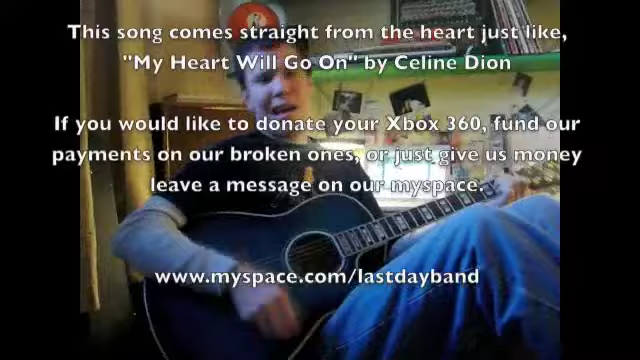 This song comes straight from the heart just like,
"My Heart Will Go On" by Celine Dion
If you would like to donate your Xbox 360, fund our
payments on our broken ones, or just give us money
leave a message on our myspace.
www.myspace.com/lastdayband